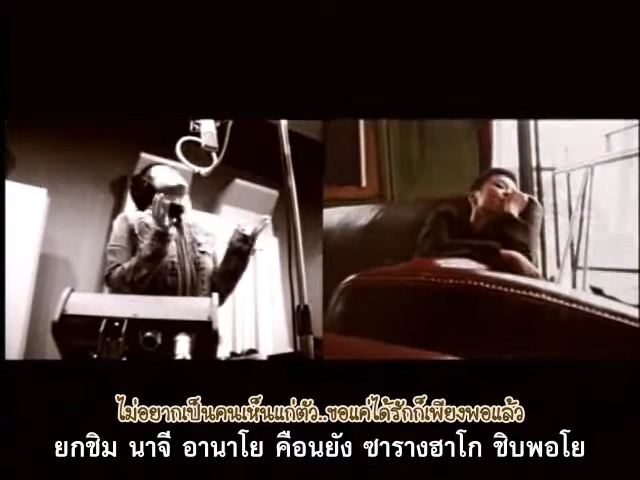 ไม่อยากเป็นคนเห็นแก่ตัว..ขอแค่ได้รักก็เพียงพอแล้ว
ยกชิม นาจี อานาโย คือนยัง ซารางฮาโก ชิบพอโย